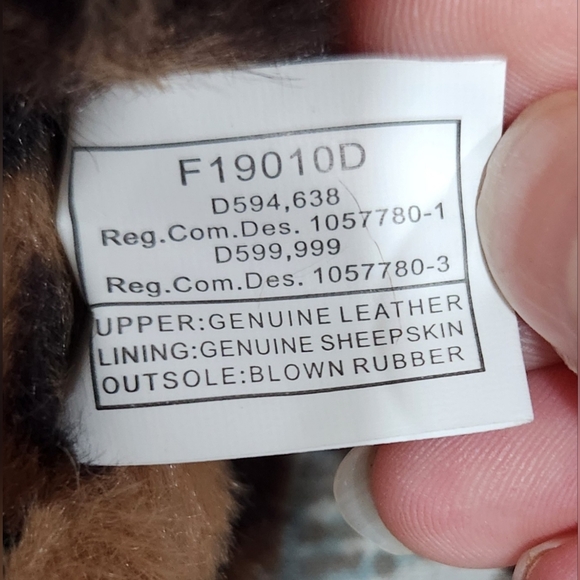 F19010D
D594,638
Reg.Com.Des. 1057780-1
D599,999
Reg.Com.Des. 1057780-3
UPPER:GENUINE LEATHER
LINING:GENUINE SHEEPSKIN
OUTSOLE:BLOWN RUBBER